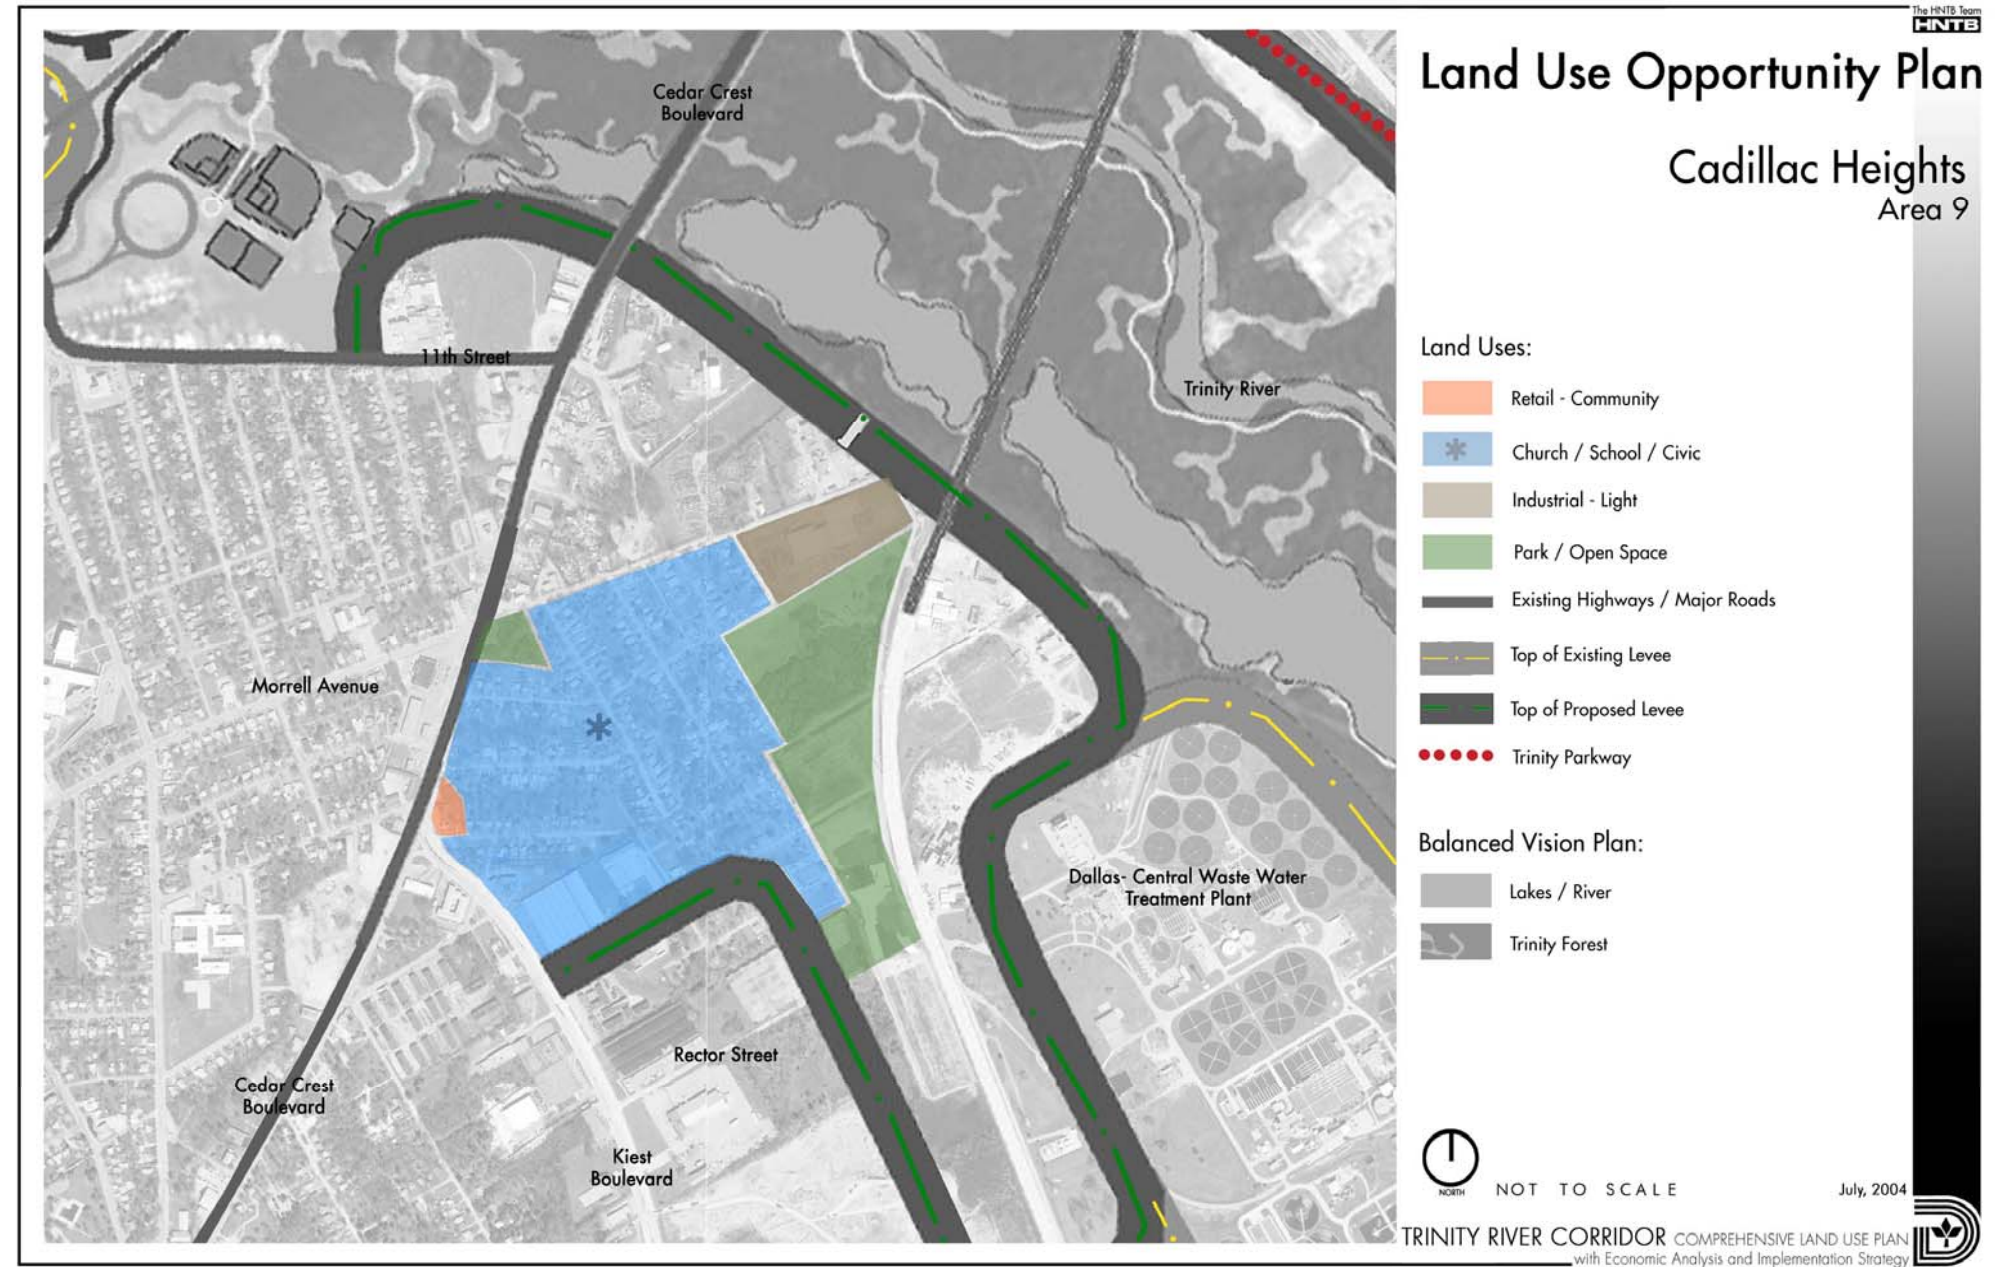 The HNTB Team
HNTB
Land Use Opportunity Plan
Cadillac Heights
Area 9
Cedar Crest
Boulevard
11th Street
Trinity River
Morrell Avenue
Dallas- Central Waste Water
Treatment Plant
Rector Street
Cedar Crest
Boulevard
Kiest
Boulevard
Land Uses:
Retail - Community
Church / School / Civic
Industrial - Light
Park / Open Space
Existing Highways / Major Roads
Top of Existing Levee
Top of Proposed Levee
Trinity Parkway
Balanced Vision Plan:
Lakes / River
Trinity Forest
NORTH
NOT TO SCALE
July, 2004
TRINITY RIVER CORRIDOR COMPREHENSIVE LAND USE PLAN
with Economic Analysis and Implementation Strategy